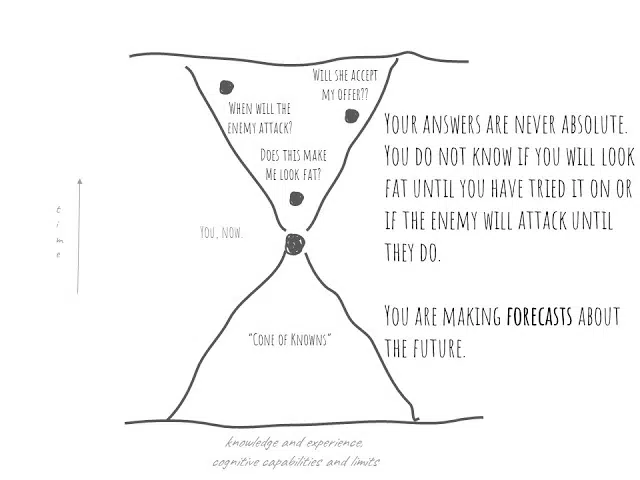 WILL SHE ACCEPT
MY OFFER??
WHEN WILL THE
ENEMY ATTACK?
DOES THIS MAKE
ME LOOK FAT?
YOU, NOW.
time
"CONE OF KNOWNS"
knowledge and experience,
cognitive capabilities and limits
YOUR ANSWERS ARE NEVER ABSOLUTE.
YOU DO NOT KNOW IF YOU WILL LOOK
FAT UNTIL YOU HAVE TRIED IT ON OR
IF THE ENEMY WILL ATTACK UNTIL
THEY DO.
YOU ARE MAKING FORECASTS ABOUT
THE FUTURE.